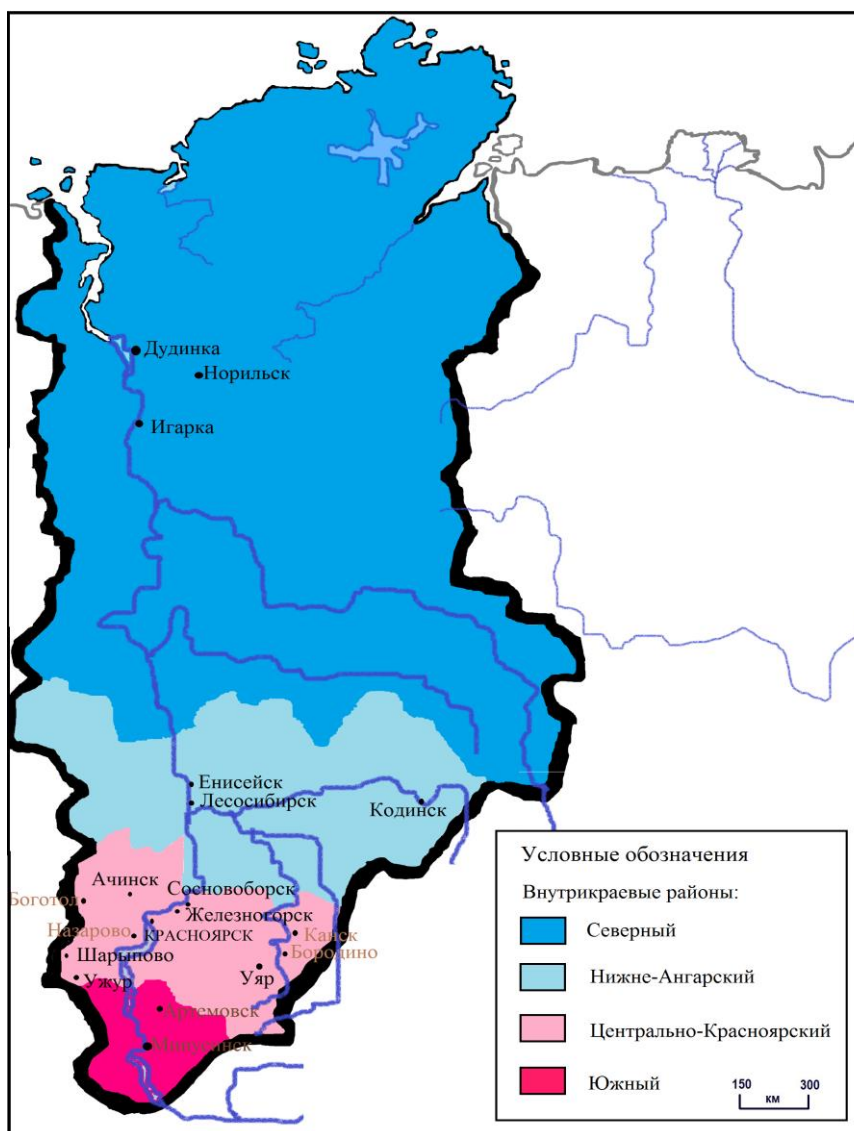 Дудинка
Норильск
Игарка
Енисейск
Лесосибирск
Кодинск
Ачинск
Сосновоборск
Боготол
Железногорск
Назарово
КРАСНОЯРСК
Канск
Бородино
Шарыпово
Уяр
Ужур
Артемовск
Минусинск
Условные обозначения
Внутрикраевые районы:
Северный
Нижне-Ангарский
Центрально-Красноярский
Южный
150 300
км